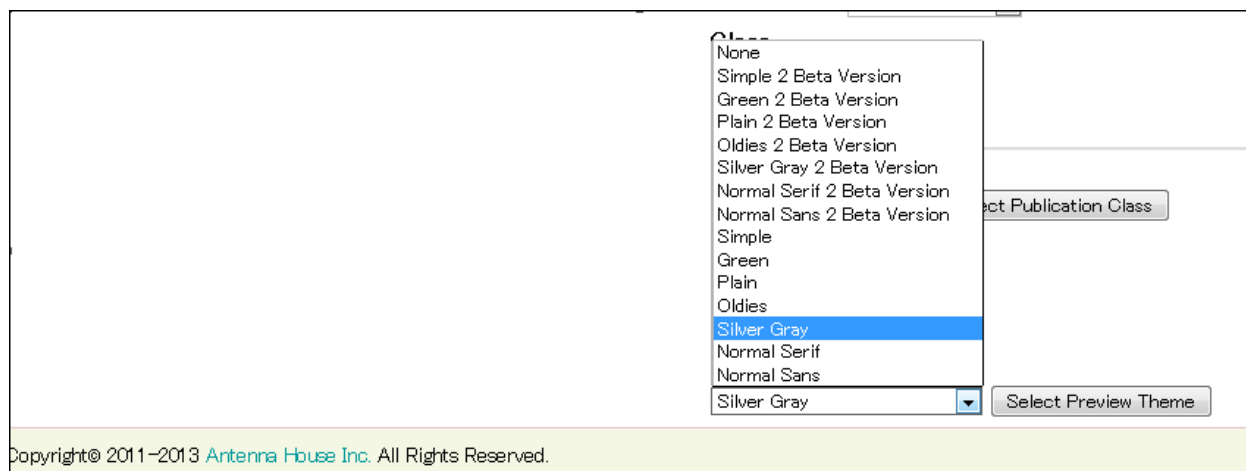 None
Simple 2 Beta Version
Green 2 Beta Version
Plain 2 Beta Version
Oldies 2 Beta Version
Silver Gray 2 Beta Version
Normal Serif 2 Beta Version
Normal Sans 2 Beta Version
ect Publication Class
Simple
Green
Plain
Oldies
Silver Gray
Normal Serif
Normal Sans
Silver Gray Select Preview Theme
Copyright© 2011-2013 Antenna House Inc. All Rights Reserved.